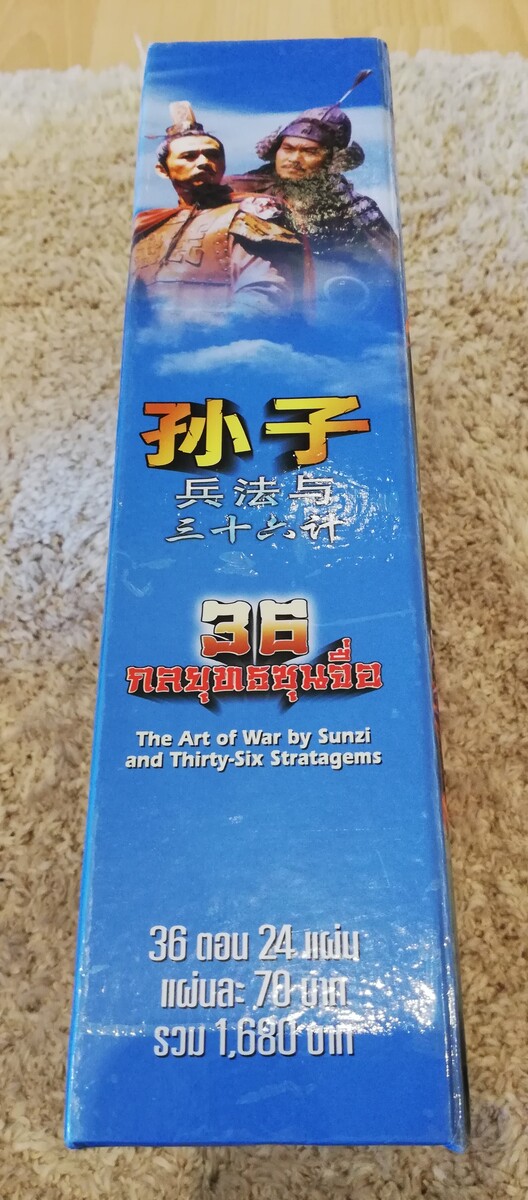 孙子
兵法与
三十六计
36
กลยุทธซุนจื่อ
The Art of War by Sunzi
and Thirty-Six Stratagems
36 ตอน 24 แผ่น
แผ่นละ 70 บาท
รวม 1,680 บาท